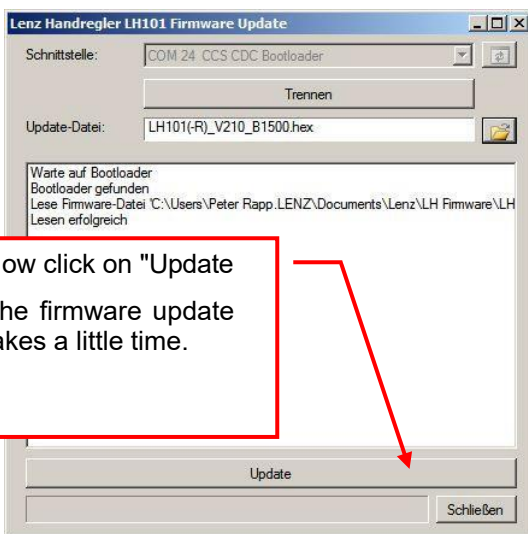 Lenz Handregler LH101 Firmware Update
Schnittstelle: COM 24 CCS CDC Bootloader
Trennen
Update-Datei: LH101(-R)_V210_B1500.hex
Warte auf Bootloader
Bootloader gefunden
Lese Firmware-Datei 'C:\Users\Peter Rapp.LENZ\Documents\Lenz\LH Firmware\LH
Lesen erfolgreich
ow click on "Update
he firmware update
akes a little time.
Update
Schließen